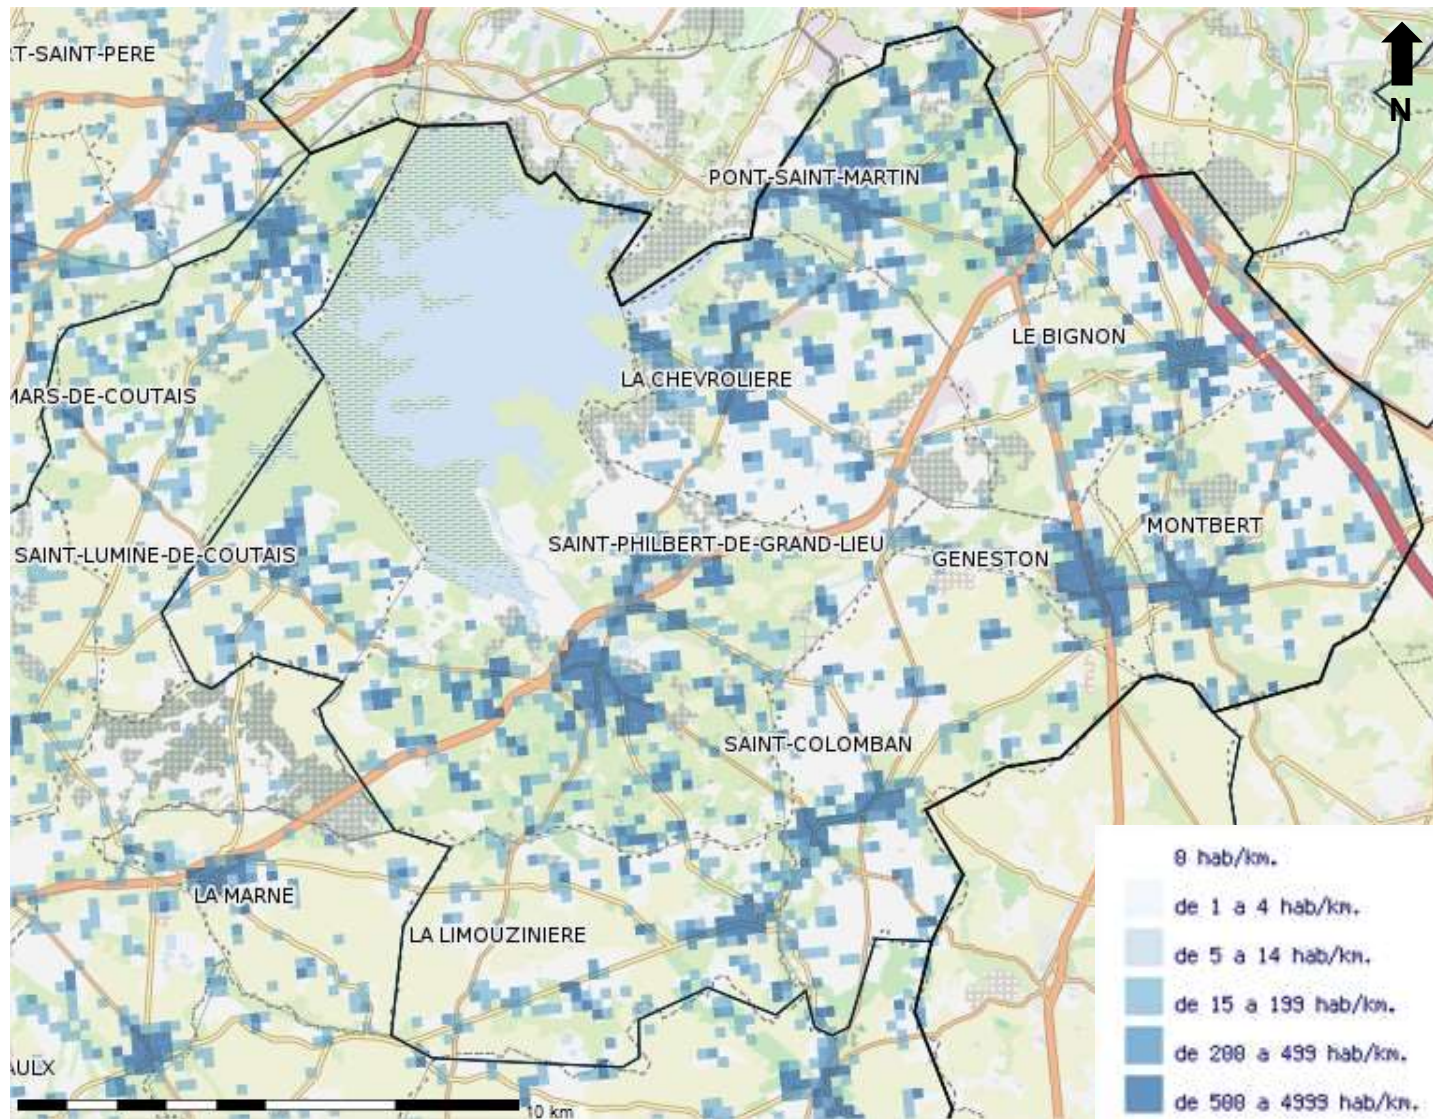 RT-SAINT-PERE
N
PONT-SAINT-MARTIN
LE BIGNON
LA CHEVROLIERE
MARS-DE-COUTAIS
MONTBERT
SAINT-PHILBERT-DE-GRAND-LIEU
SAINT-LUMINE-DE-COUTAIS
GENESTON
SAINT-COLOMBAN
LA MARNE
LA LIMOUZINIERE
AULX
10 km
0 hab/km.
de 1 a 4 hab/km.
de 5 a 14 hab/km.
de 15 a 199 hab/km.
de 200 a 499 hab/km.
de 500 a 4999 hab/km.